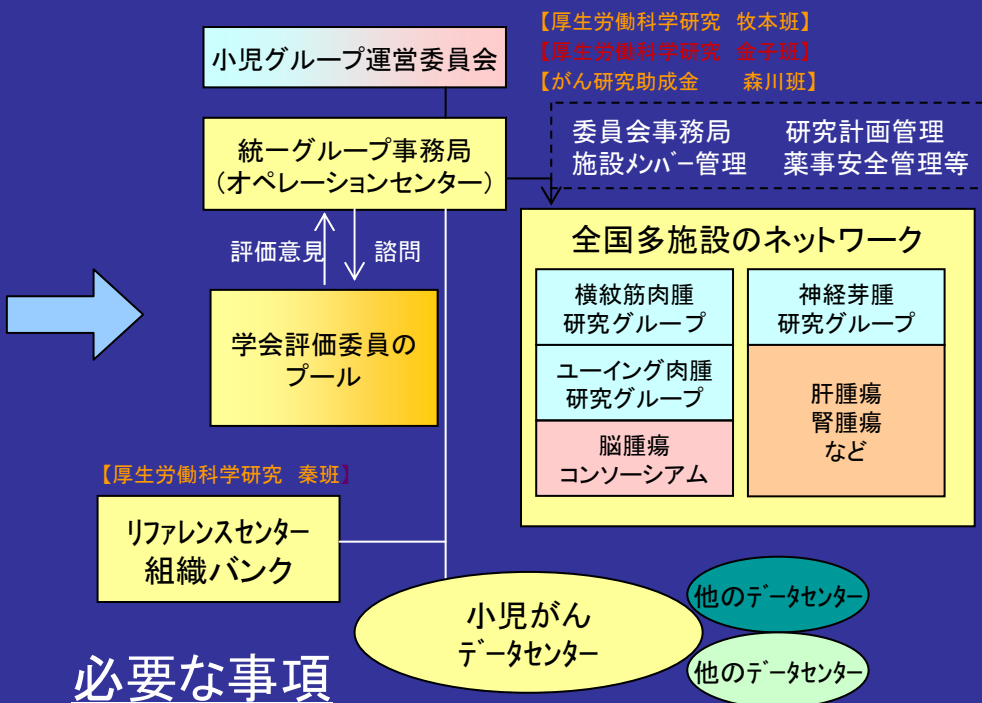 【厚生労働科学研究 牧本班】
【厚生労働科学研究 金子班】
【がん研究助成金 森川班】
小児グループ運営委員会
委員会事務局 研究計画管理
施設ﾒﾝﾊﾞｰ管理 薬事安全管理等
統一グループ事務局
（オペレーションセンター）
評価意見 諮問
学会評価委員の
プール
全国多施設のネットワーク
横紋筋肉腫
研究グループ
神経芽腫
研究グループ
ユーイング肉腫
研究グループ
肝腫瘍
腎腫瘍
など
脳腫瘍
コンソーシアム
【厚生労働科学研究 秦班】
ﾘﾌｧﾚﾝｽｾﾝﾀｰ
組織バンク
小児がん
ﾃﾞｰﾀｾﾝﾀｰ
他のﾃﾞｰﾀｾﾝﾀｰ
他のﾃﾞｰﾀｾﾝﾀｰ
必要な事項